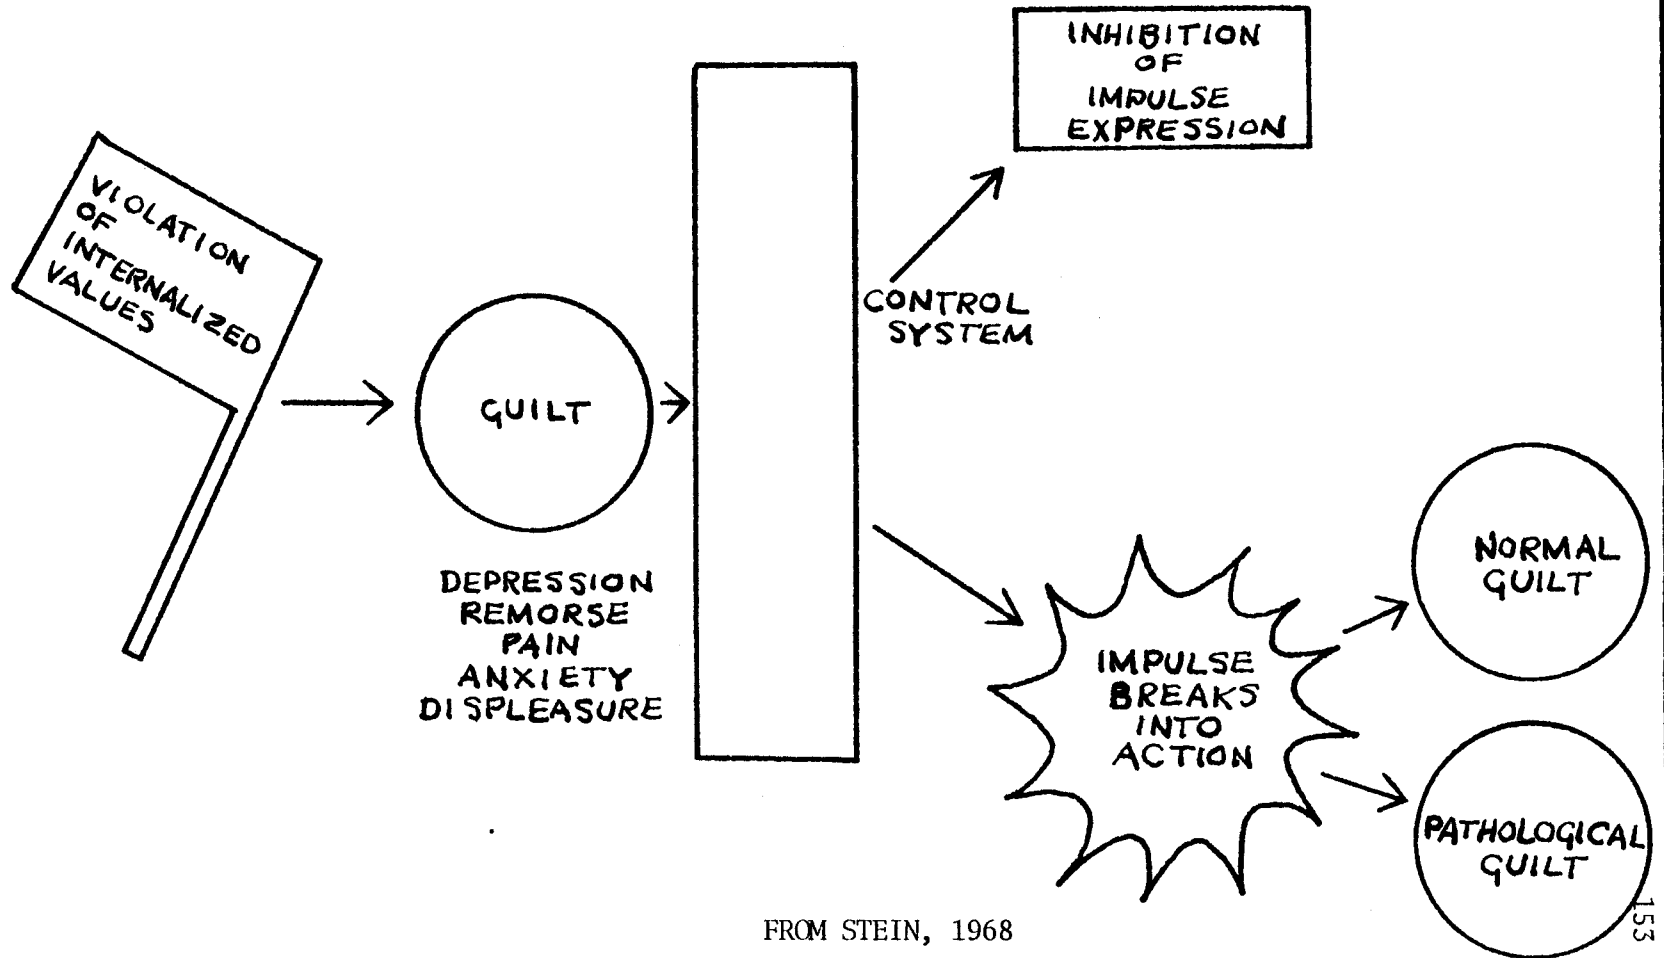 VIOLATION
OF
INTERNALIZED
VALUES
GUILT
DEPRESSION
REMORSE
PAIN
ANXIETY
DISPLEASURE
CONTROL
SYSTEM
INHIBITION
OF
IMPULSE
EXPRESSION
IMPULSE
BREAKS
INTO
ACTION
NORMAL
GUILT
PATHOLOGICAL
GUILT
FROM STEIN, 1968
153